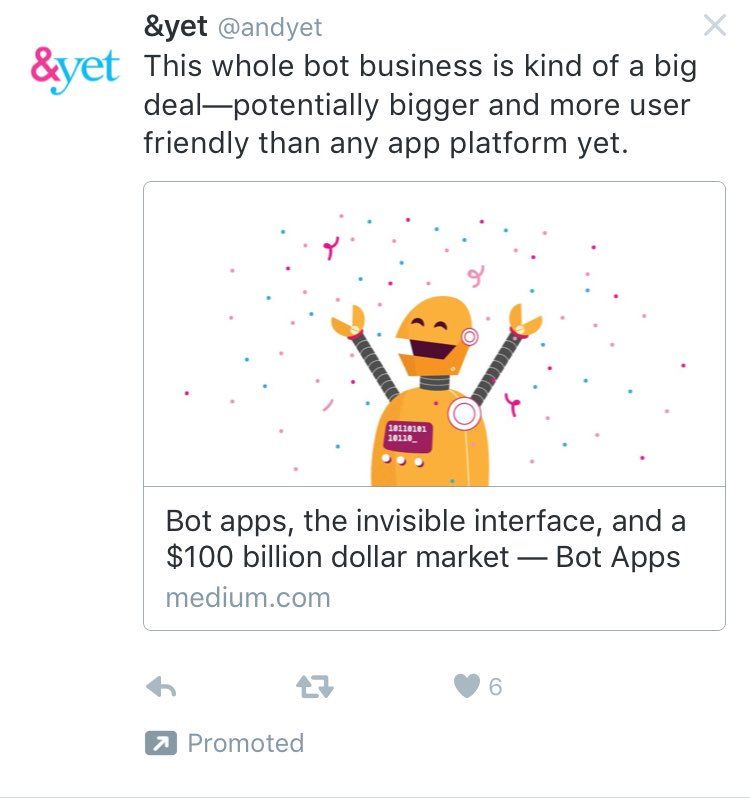 &yet @andyet
&yet
This whole bot business is kind of a big
deal—potentially bigger and more user
friendly than any app platform yet.
10110101
10110_
Bot apps, the invisible interface, and a
$100 billion dollar market — Bot Apps
medium.com
6
Promoted